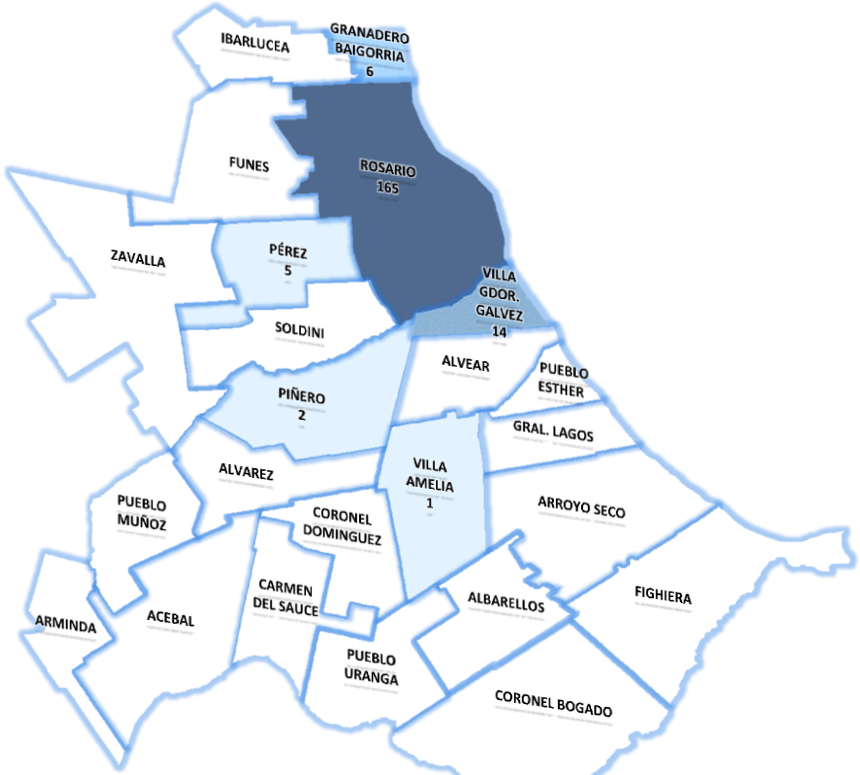 IBARLUCEA
GRANADERO
BAIGORRIA
6
FUNES
ROSARIO
165
ZAVALLA
PÉREZ
5
VILLA
GDOR.
GALVEZ
14
SOLDINI
ALVEAR
PUEBLO
ESTHER
PIÑERO
2
GRAL. LAGOS
ALVAREZ
VILLA
AMELIA
1
PUEBLO
MUÑOZ
CORONEL
DOMINGUEZ
ARROYO SECO
CARMEN
DEL SAUCE
ALBARELLOS
FIGHIERA
ARMINDA
ACEBAL
PUEBLO
URANGA
CORONEL BOGADO